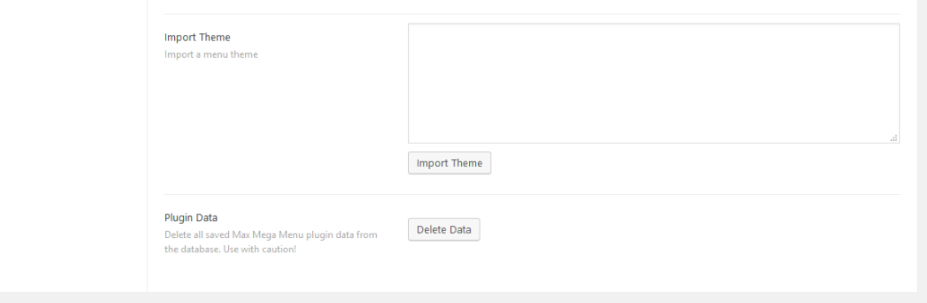 Import Theme
Import a menu theme
Import Theme
Plugin Data
Delete all saved Max Mega Menu plugin data from
the database. Use with caution!
Delete Data